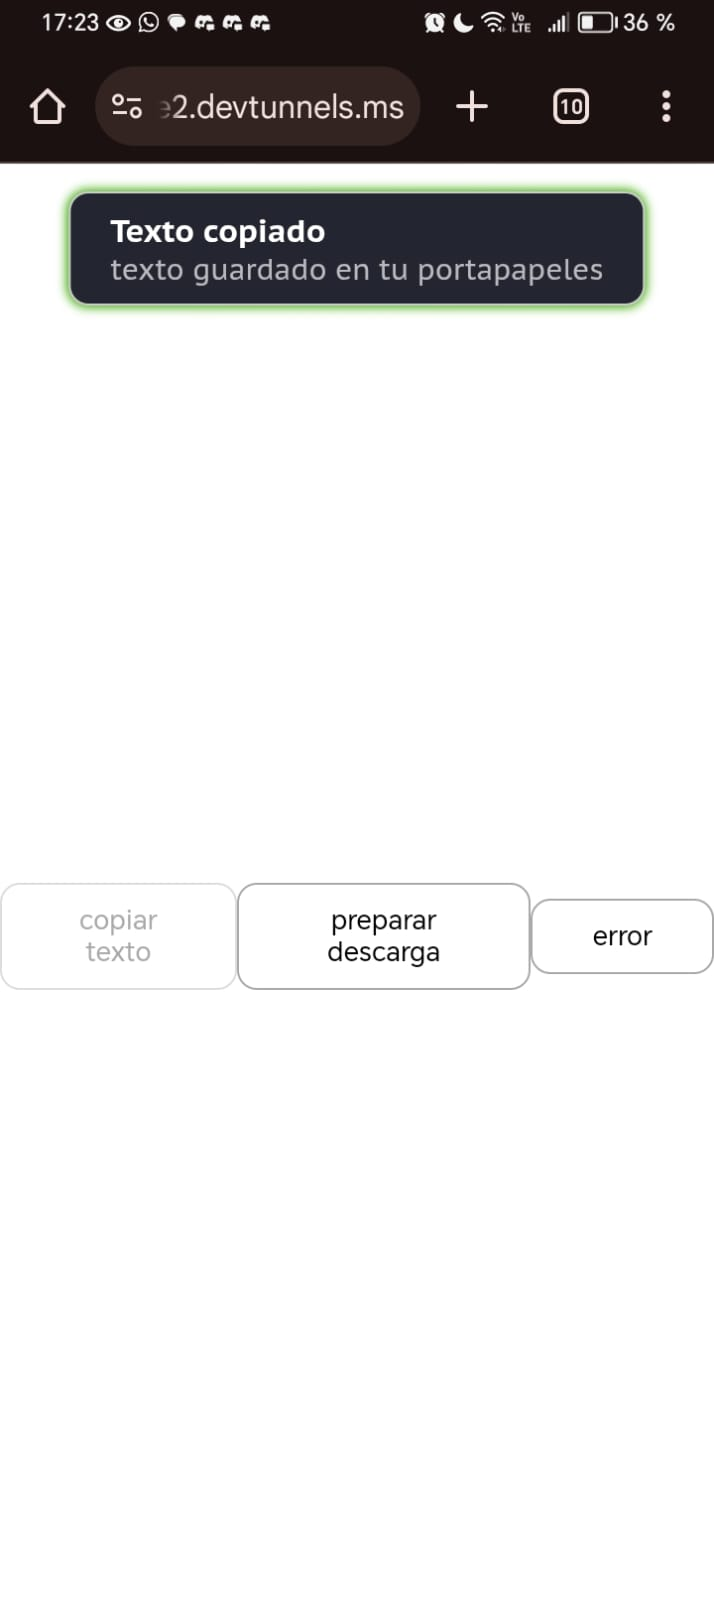 17:23 Vo LTE 36 %
2.devtunnels.ms 10
Texto copiado
texto guardado en tu portapapeles
copiar
texto
preparar
descarga
error